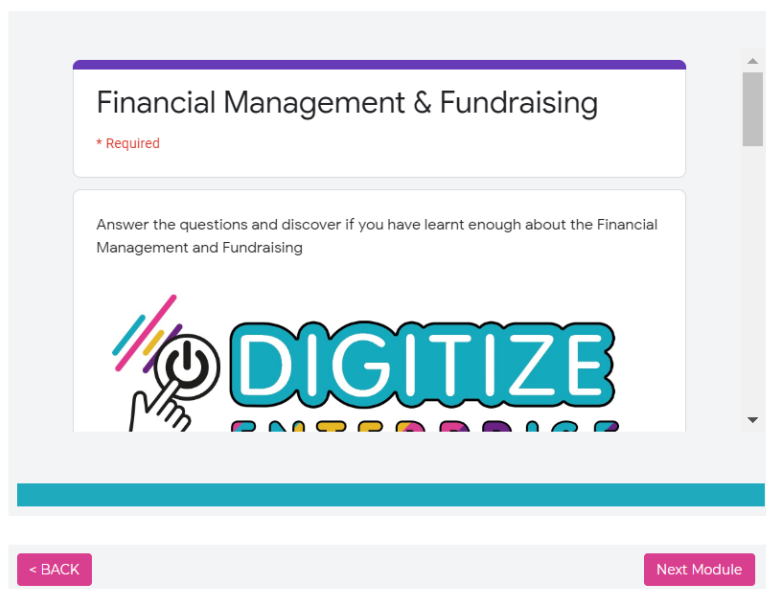 Financial Management & Fundraising
* Required
Answer the questions and discover if you have learnt enough about the Financial
Management and Fundraising
DIGITIZE
ENTERPRISE
< BACK
Next Module